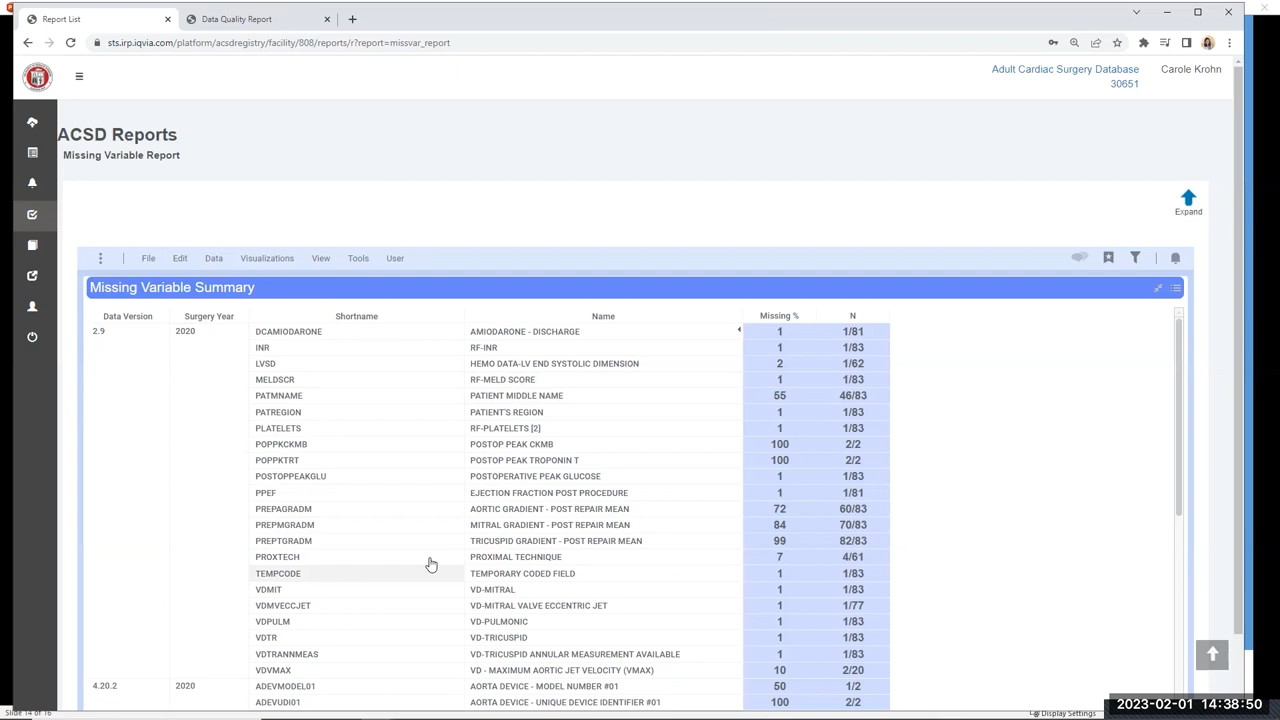 Report List
Data Quality Report
sts.irp.iqvia.com/platform/acsdregistry/facility/808/reports/r?report=missvar_report
Adult Cardiac Surgery Database
30651
Carole Krohn
ACSD Reports
Missing Variable Report
Expand
File Edit Data Visualizations View Tools User
Missing Variable Summary
Data Version Surgery Year Shortname Name Missing % N
2.9 2020 DCAMIODARONE AMIODARONE - DISCHARGE 1 1/81
INR RF-INR 1 1/83
LVSD HEMO DATA-LV END SYSTOLIC DIMENSION 2 1/62
MELDSCR RF-MELD SCORE 1 1/83
PATMNAME PATIENT MIDDLE NAME 55 46/83
PATREGION PATIENT'S REGION 1 1/83
PLATELETS RF-PLATELETS [2] 1 1/83
POPPKCKMB POSTOP PEAK CKMB 100 2/2
POPPKTRT POSTOP PEAK TROPONIN T 100 2/2
POSTOPPEAKGLU POSTOPERATIVE PEAK GLUCOSE 1 1/83
PPEF EJECTION FRACTION POST PROCEDURE 1 1/81
PREPAGRADM AORTIC GRADIENT - POST REPAIR MEAN 72 60/83
PREPMGRADM MITRAL GRADIENT - POST REPAIR MEAN 84 70/83
PREPTGRADM TRICUSPID GRADIENT - POST REPAIR MEAN 99 82/83
PROXTECH PROXIMAL TECHNIQUE 7 4/61
TEMPCODE TEMPORARY CODED FIELD 1 1/83
VDMIT VD-MITRAL 1 1/83
VDMVECCJET VD-MITRAL VALVE ECCENTRIC JET 1 1/77
VDPULM VD-PULMONIC 1 1/83
VDTR VD-TRICUSPID 1 1/83
VDTRANNMEAS VD-TRICUSPID ANNULAR MEASUREMENT AVAILABLE 1 1/83
VDVMAX VD - MAXIMUM AORTIC JET VELOCITY (VMAX) 10 2/20
4.20.2 2020 ADEVMODEL01 AORTA DEVICE - MODEL NUMBER #01 50 1/2
ADEVUDI01 AORTA DEVICE - UNIQUE DEVICE IDENTIFIER #01 100 2/2
2023-02-01 14:38:50
Slide 14 of 16
Display Settings